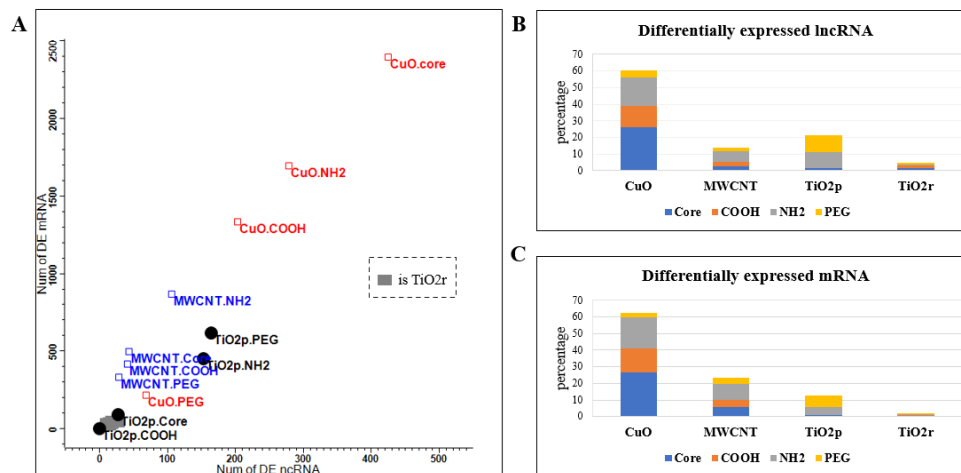 A
Num of DE mRNA
2500
2000
1500
1000
500
0
CuO.core
CuO.NH2
CuO.COOH
is TiO2r
MWCNT.NH2
TiO2p.PEG
MWCNT.Core
TiO2p.NH2
MWCNT.COOH
MWCNT.PEG
CuO.PEG
TiO2p.Core
TiO2p.COOH
0 100 200 300 400 500
Num of DE ncRNA
B
Differentially expressed lncRNA
percentage
70
60
50
40
30
20
10
0
CuO MWCNT TiO2p TiO2r
Core COOH NH2 PEG
C
Differentially expressed mRNA
percentage
70
60
50
40
30
20
10
0
CuO MWCNT TiO2p TiO2r
Core COOH NH2 PEG